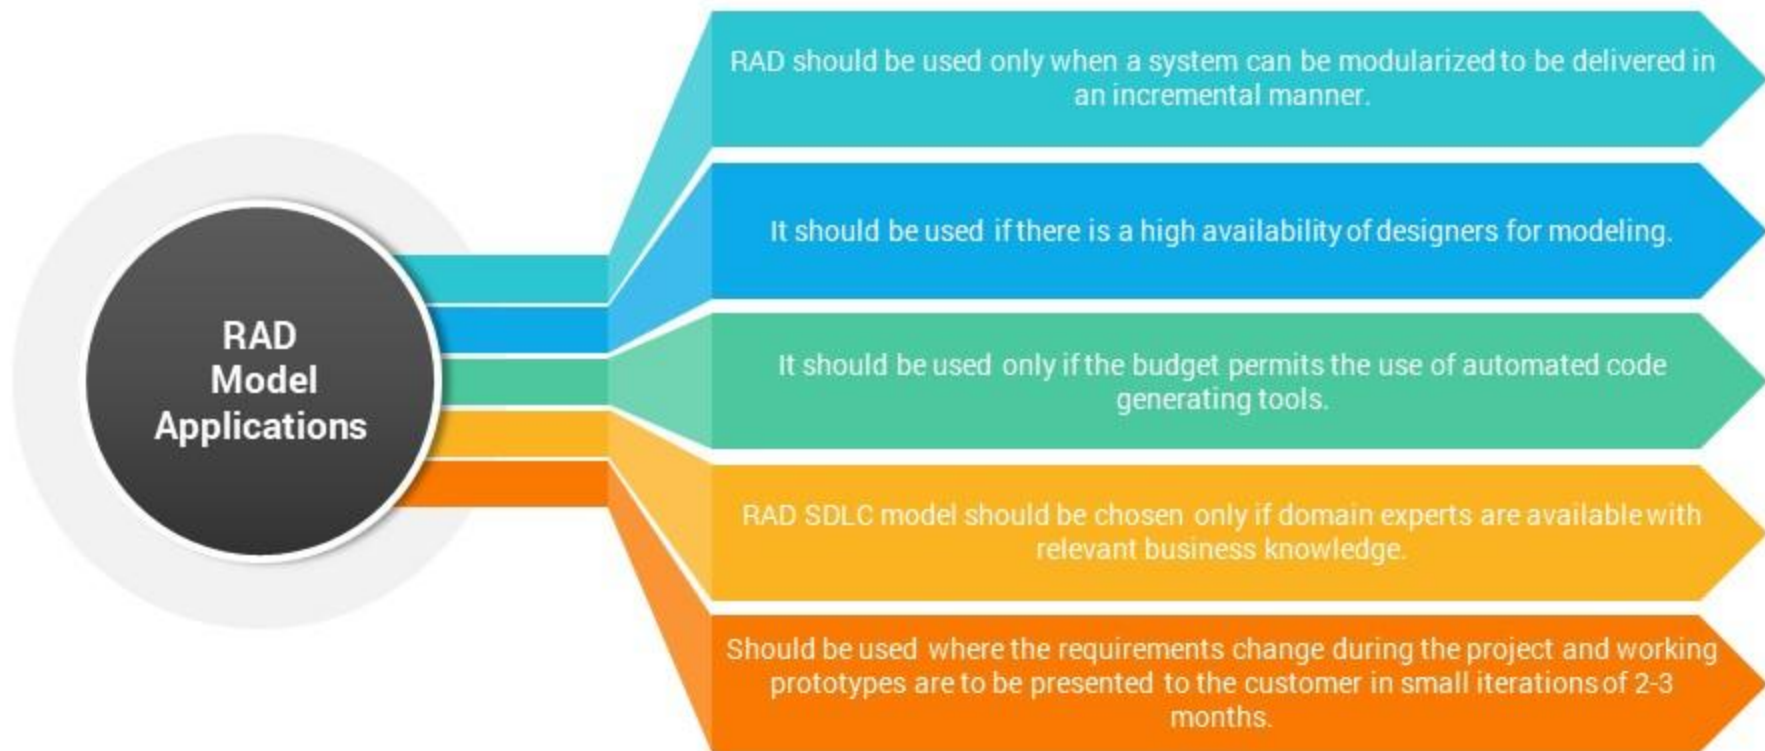 RAD
Model
Applications
RAD should be used only when a system can be modularized to be delivered in
an incremental manner.
It should be used if there is a high availability of designers for modeling.
It should be used only if the budget permits the use of automated code
generating tools.
RAD SDLC model should be chosen only if domain experts are available with
relevant business knowledge.
Should be used where the requirements change during the project and working
prototypes are to be presented to the customer in small iterations of 2-3
months.